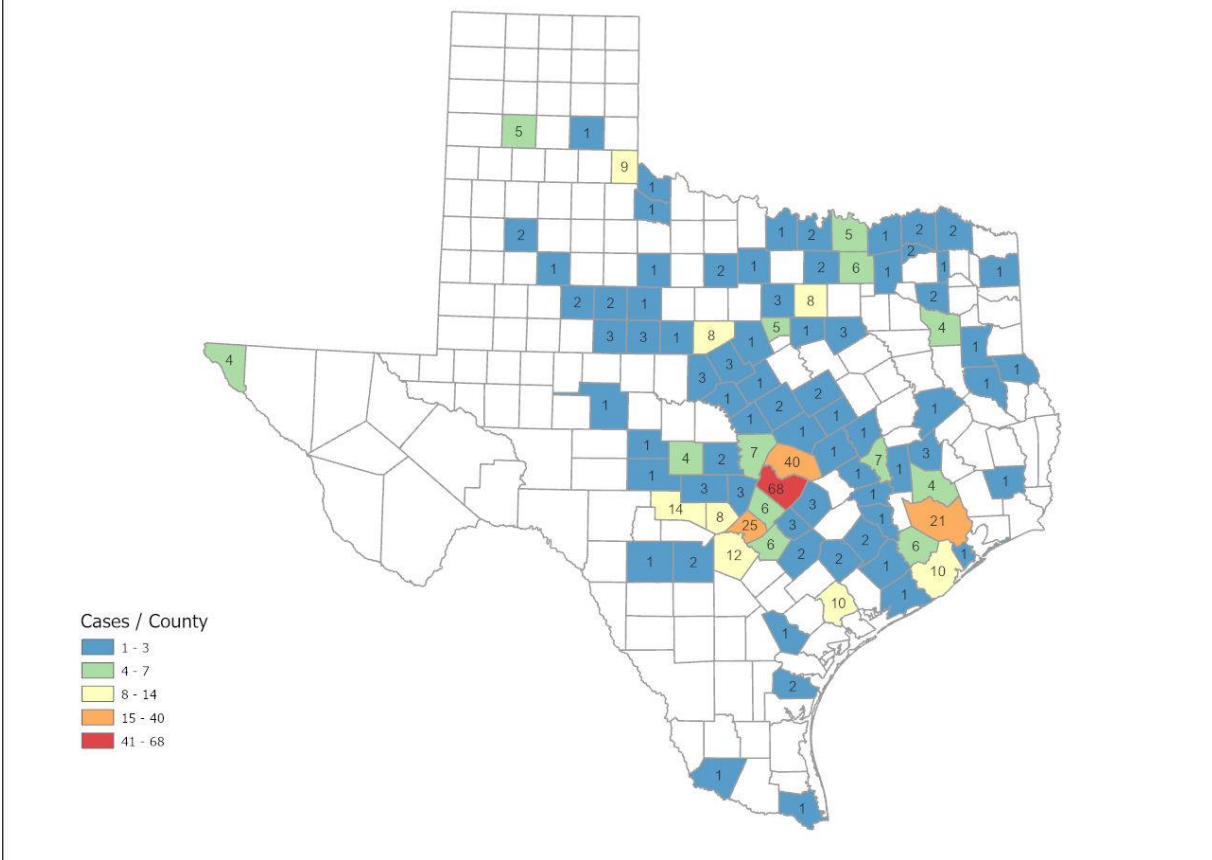 5 1
9
1
1
2
1 2 5 1 2 2
2
1 1 2 1 2 6 1 1 1
2 2 1 3 8 2
3 3 1 8 1 5 1 3 4
4 1
3 3 1 1 1
1 1 2 2 1
1 1 1 1
1 4 2 7 40 1 7 1 3
1 3 3 68 1 4 1
14 8 6 3 1 21
25 3 1
1 2 12 6 2 2 2 6 1
1 10
10 1
1
2
1
1
Cases / County
1 - 3
4 - 7
8 - 14
15 - 40
41 - 68